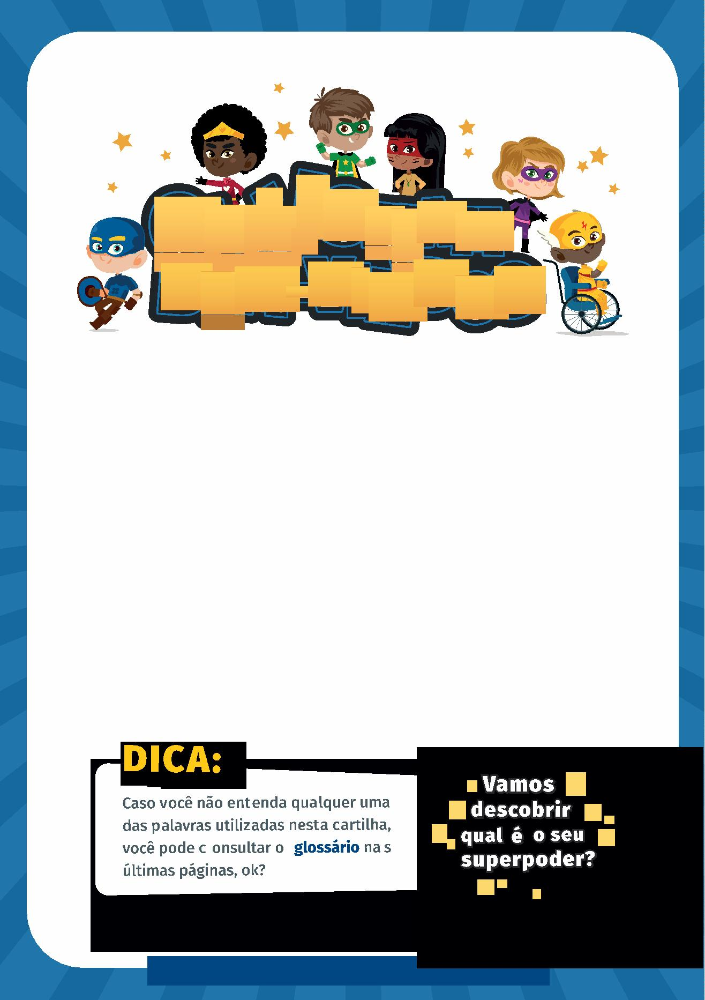 DICA:
Caso você não entenda qualquer uma
das palavras utilizadas nesta cartilha,
você pode consultar o glossário nas
últimas páginas, ok?
Vamos
descobrir
qual é o seu
superpoder?